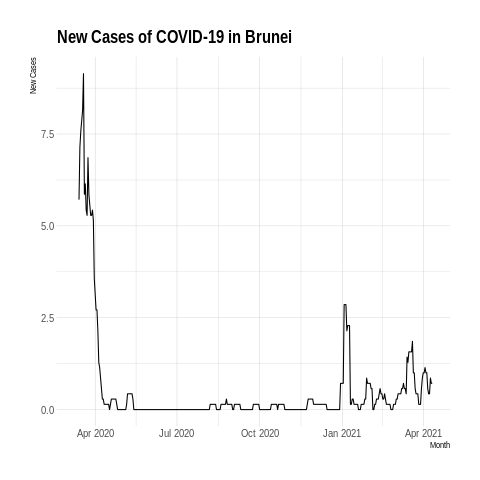 New Cases of COVID-19 in Brunei
New Cases
7.5
5.0
2.5
0.0
Apr 2020 Jul 2020 Oct 2020 Jan 2021 Apr 2021
Month